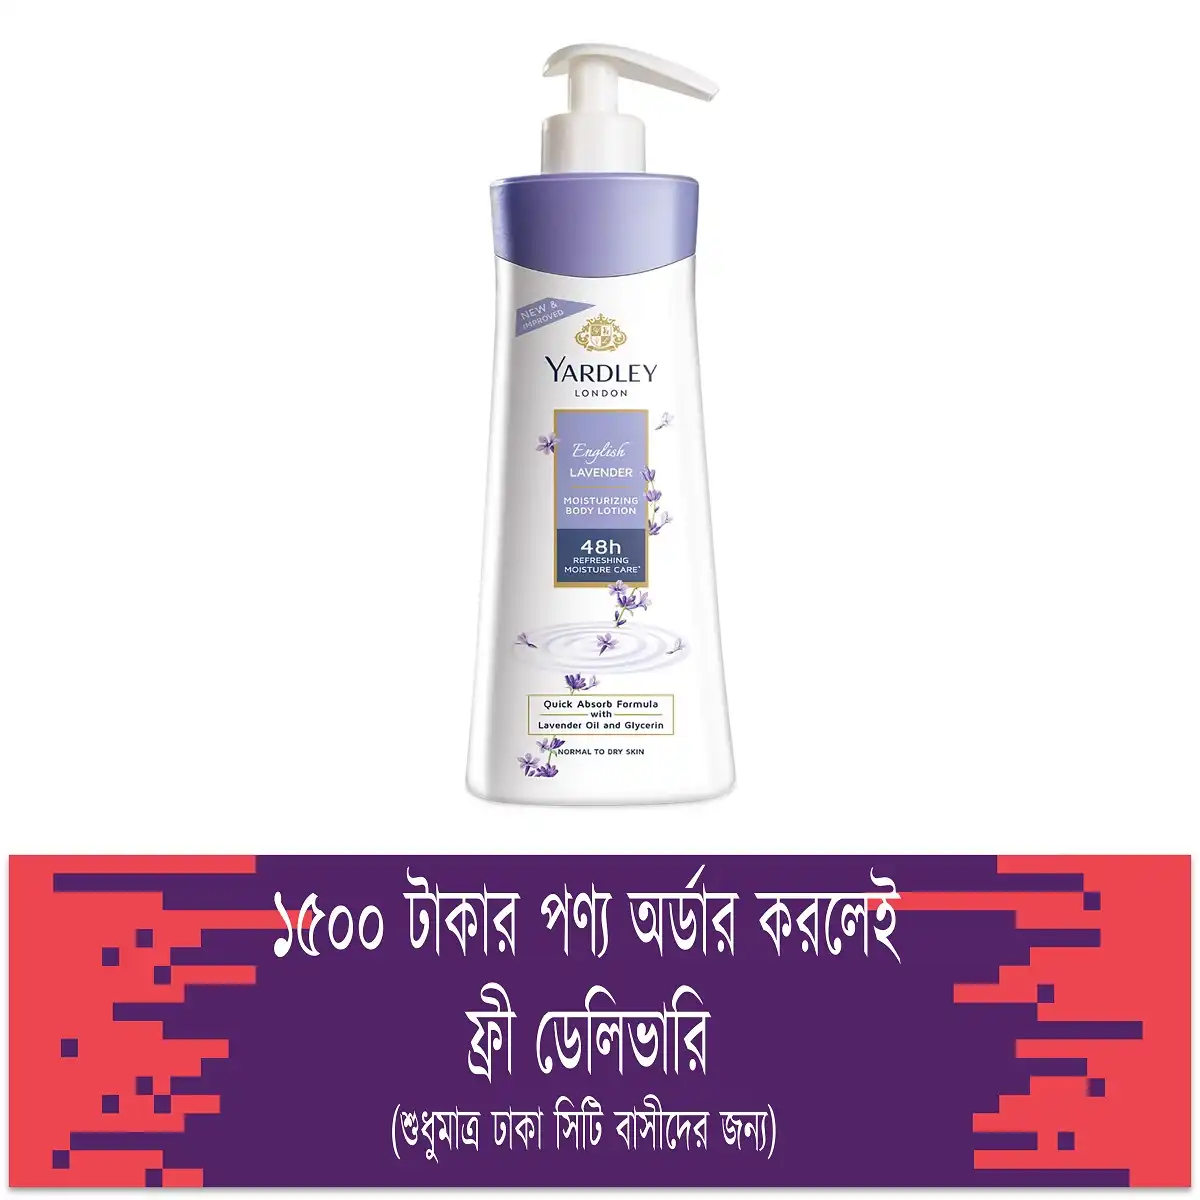 NEW &
IMPROVED
YARDLEY
LONDON
English
LAVENDER
MOISTURIZING
BODY LOTION
48h
REFRESHING
MOISTURE CARE*
Quick Absorb Formula
with
Lavender Oil and Glycerin
NORMAL TO DRY SKIN
১৫০০ টাকার পণ্য অর্ডার করলেই
ফ্রী ডেলিভারি
(শুধুমাত্র ঢাকা সিটি বাসীদের জন্য)